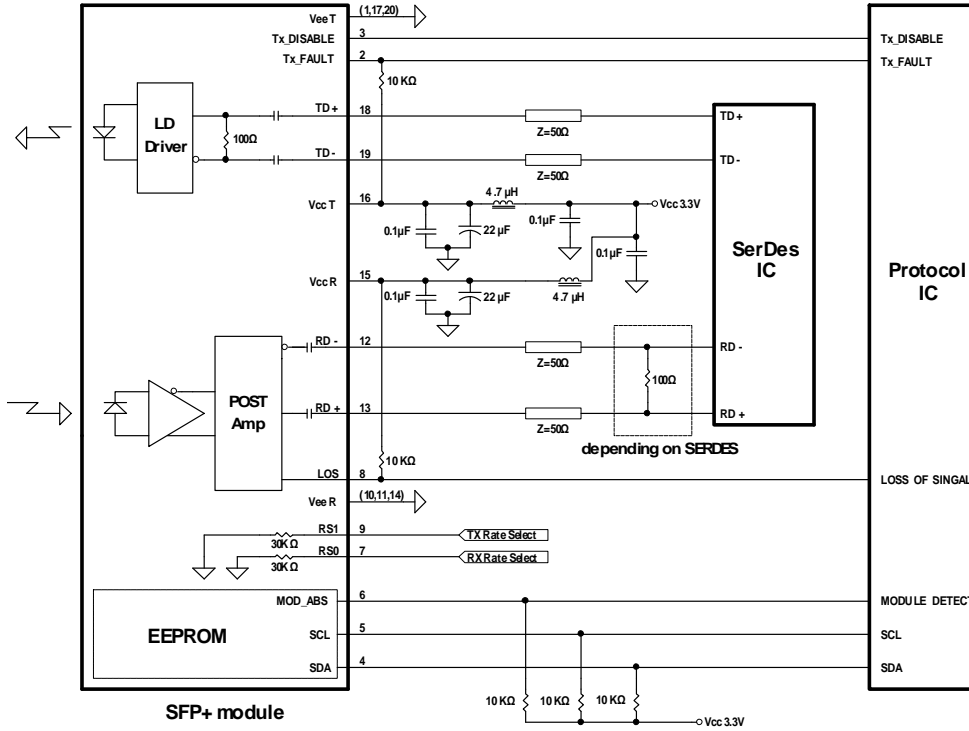 Vee T
(1,17,20)
Tx_DISABLE
3
Tx_DISABLE
Tx_FAULT
2
Tx_FAULT
10 KΩ
LD
Driver
100Ω
TD +
18
Z=50Ω
TD +
TD -
19
Z=50Ω
TD -
Vcc T
16
4.7 µH
Vcc 3.3V
0.1µF
22 µF
0.1µF
0.1µF
SerDes
IC
Protocol
IC
Vcc R
15
0.1µF
22 µF
4.7 µH
RD -
12
Z=50Ω
RD -
100Ω
POST
Amp
RD +
13
Z=50Ω
RD +
depending on SERDES
10 KΩ
LOS
8
LOSS OF SINGAL
Vee R
(10,11,14)
RS1
9
TX Rate Select
30KΩ
RS0
7
RX Rate Select
30KΩ
MOD_ABS
6
MODULE DETECT
EEPROM
SCL
5
SCL
SDA
4
SDA
10 KΩ
10 KΩ
10 KΩ
SFP+ module
Vcc 3.3V